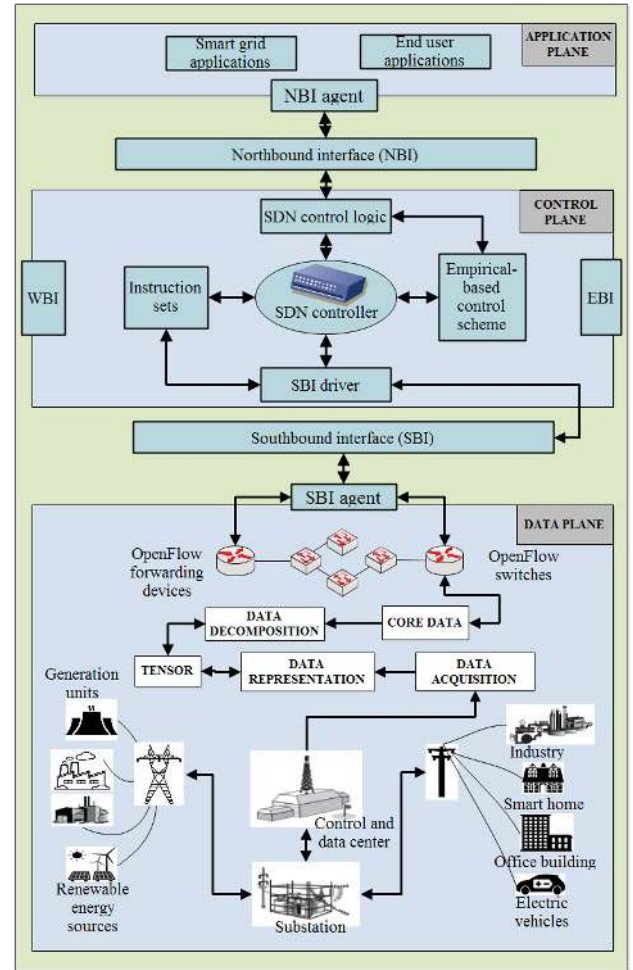 APPLICATION
PLANE
Smart grid
applications
End user
applications
NBI agent
Northbound interface (NBI)
CONTROL
PLANE
SDN control logic
WBI
Instruction
sets
SDN controller
Empirical-
based
control
scheme
EBI
SBI driver
Southbound interface (SBI)
SBI agent
DATA PLANE
OpenFlow
forwarding
devices
OpenFlow
switches
DATA
DECOMPOSITION
CORE DATA
TENSOR
DATA
REPRESENTATION
DATA
ACQUISITION
Generation
units
Industry
Smart home
Control and
data center
Office building
Renewable
energy
sources
Substation
Electric
vehicles